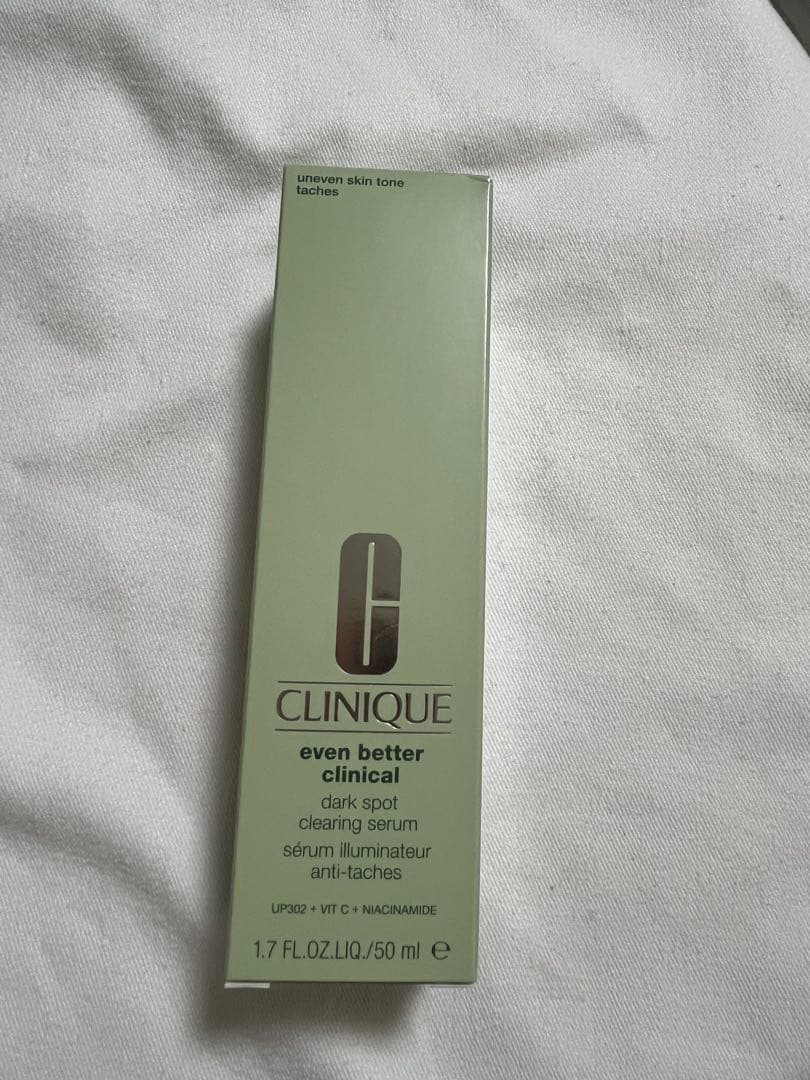 uneven skin tone
taches
C
CLINIQUE
even better
clinical
dark spot
clearing serum
sérum illuminateur
anti-taches
UP302 + VIT C + NIACINAMIDE
1.7 FL.OZ.LIQ./50 ml ℮